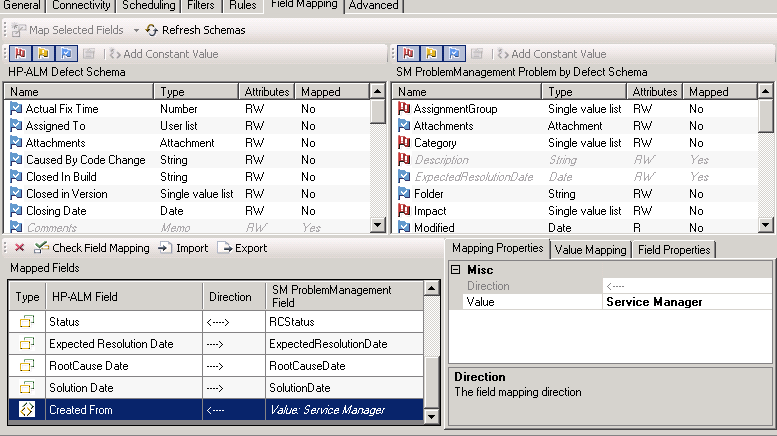 General Connectivity Scheduling Filters Rules Field Mapping Advanced
Map Selected Fields Refresh Schemas
Add Constant Value Add Constant Value
HP-ALM Defect Schema SM ProblemManagement Problem by Defect Schema
Name Type Attributes Mapped Name Type Attributes Mapped
Actual Fix Time Number RW No AssignmentGroup Single value list RW No
Assigned To User list RW No Attachments Attachment RW No
Attachments Attachment RW No Category Single value list RW No
Caused By Code Change String RW No Description String RW Yes
Closed In Build String RW No ExpectedResolutionDate Date RW Yes
Closed in Version Single value list RW No Folder String RW No
Closing Date Date RW No Impact Single value list RW No
Comments Memo RW Yes Modified Date R No
Check Field Mapping Import Export Mapping Properties Value Mapping Field Properties
Mapped Fields
Misc
Type HP-ALM Field Direction SM ProblemManagement Field
Direction <----
Value Service Manager
Status <----> RCStatus
Expected Resolution Date ----> ExpectedResolutionDate
RootCause Date ----> RootCauseDate
Solution Date ----> SolutionDate
Created From <---- Value: Service Manager
Direction
The field mapping direction